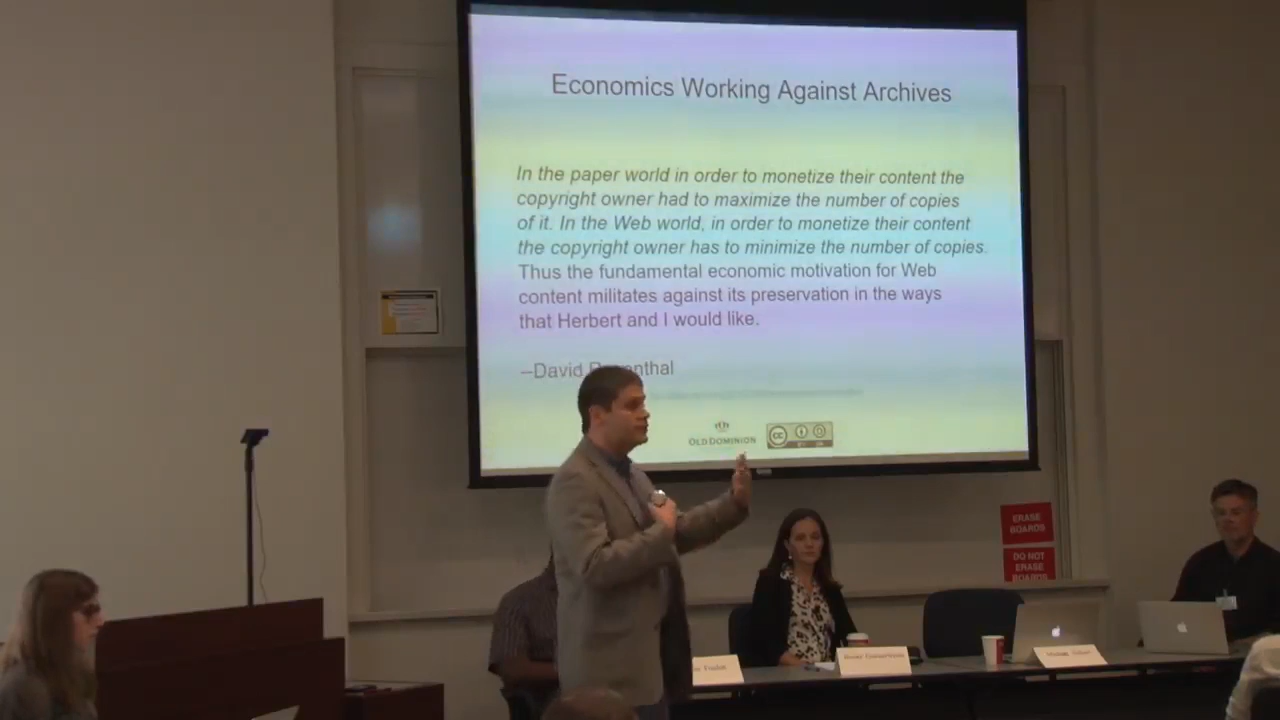 Economics Working Against Archives
In the paper world in order to monetize their content the
copyright owner had to maximize the number of copies
of it. In the Web world, in order to monetize their content
the copyright owner has to minimize the number of copies.
Thus the fundamental economic motivation for Web
content militates against its preservation in the ways
that Herbert and I would like.
--David
OLD DOMINION
CC
ERASE
BOARDS
DO NOT
ERASE
BOARDS